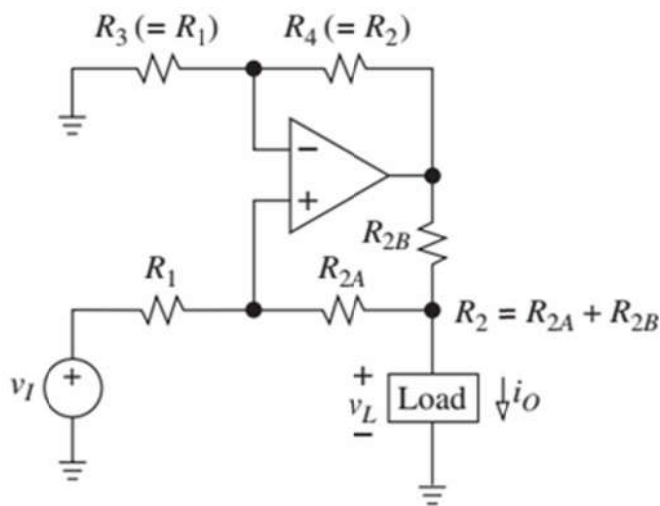 R3 (= R1)
R4 (= R2)
−
+
R2B
R1
R2A
R2 = R2A + R2B
+
vI
+
vL
−
Load
iO